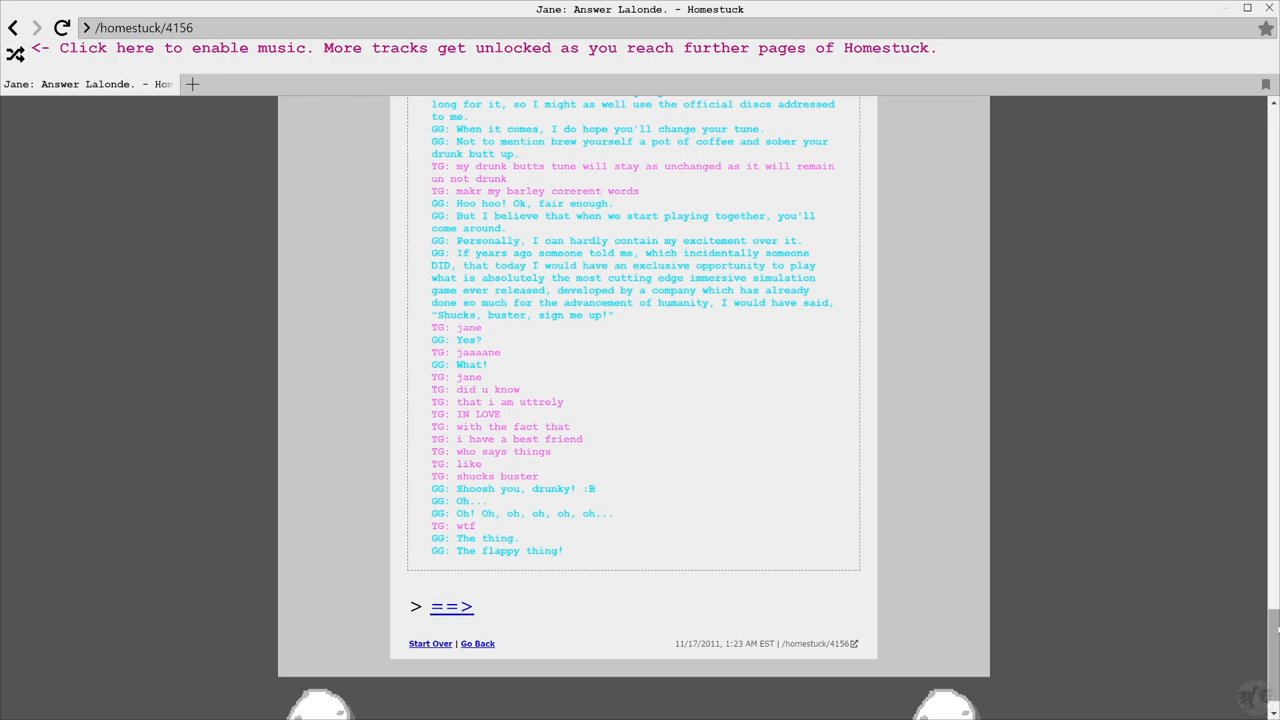 Jane: Answer Lalonde. - Homestuck
/homestuck/4156
<- Click here to enable music. More tracks get unlocked as you reach further pages of Homestuck.
Jane: Answer Lalonde. - Hom
long for it, so I might as well use the official discs addressed
to me.
GG: When it comes, I do hope you'll change your tune.
GG: Not to mention brew yourself a pot of coffee and sober your
drunk butt up.
TG: my drunk butts tune will stay as unchanged as it will remain
un not drunk
TG: makr my barley corerent words
GG: Hoo hoo! Ok, fair enough.
GG: But I believe that when we start playing together, you'll
come around.
GG: Personally, I can hardly contain my excitement over it.
GG: If years ago someone told me, which incidentally someone
DID, that today I would have an exclusive opportunity to play
what is absolutely the most cutting edge immersive simulation
game ever released, developed by a company which has already
done so much for the advancement of humanity, I would have said,
"Shucks, buster, sign me up!"
TG: jane
GG: Yes?
TG: jaaaane
GG: What!
TG: jane
TG: did u know
TG: that i am uttrely
TG: IN LOVE
TG: with the fact that
TG: i have a best friend
TG: who says things
TG: like
TG: shucks buster
GG: Shoosh you, drunky! :B
GG: Oh...
GG: Oh! Oh, oh, oh, oh, oh...
TG: wtf
GG: The thing.
GG: The flappy thing!
> ==>
Start Over | Go Back
11/17/2011, 1:23 AM EST | /homestuck/4156